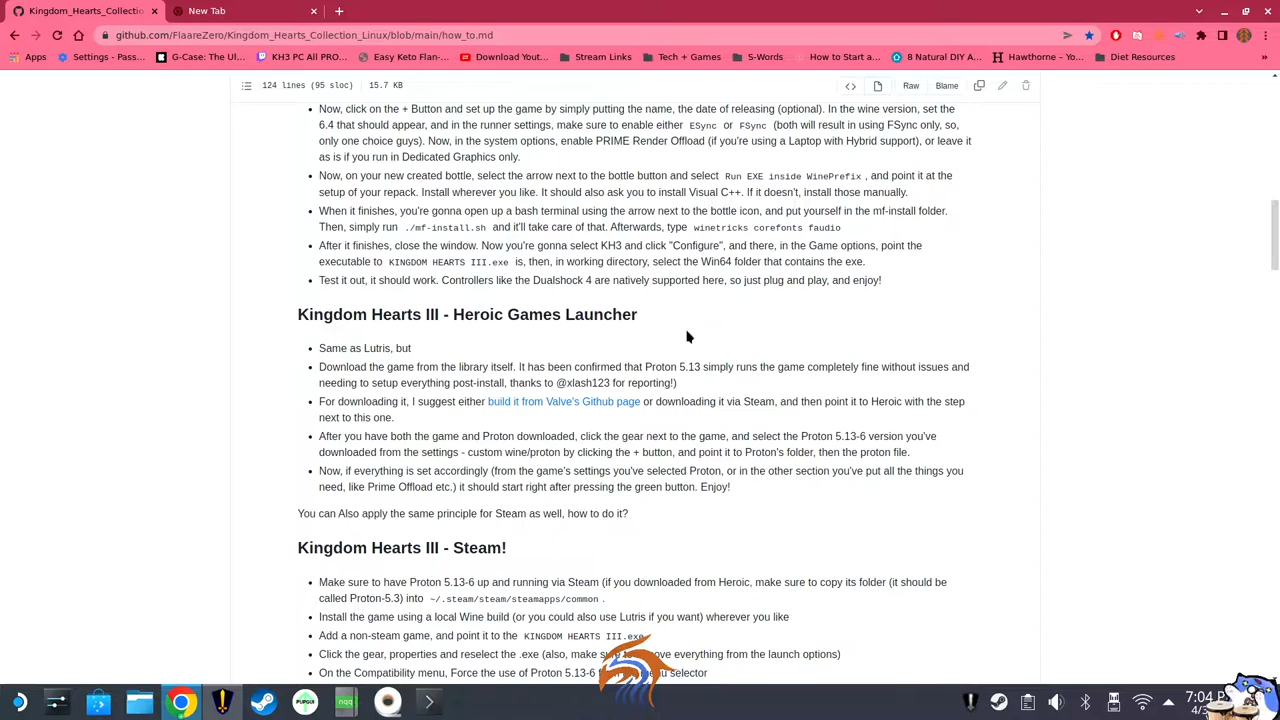 Kingdom_Hearts_Collection
New Tab
github.com/FlaareZero/Kingdom_Hearts_Collection_Linux/blob/main/how_to.md
Apps
Settings - Pass...
G-Case: The Ul...
KH3 PC All PRO...
Easy Keto Flan-...
Download Yout...
Stream Links
Tech + Games
S-Words
How to Start a...
8 Natural DIY A...
Hawthorne – Yo...
Diet Resources
»
124 lines (95 sloc)
15.7 KB
Raw
Blame
Now, click on the + Button and set up the game by simply putting the name, the date of releasing (optional). In the wine version, set the
6.4 that should appear, and in the runner settings, make sure to enable either ESync or FSync (both will result in using FSync only, so,
only one choice guys). Now, in the system options, enable PRIME Render Offload (if you're using a Laptop with Hybrid support), or leave it
as is if you run in Dedicated Graphics only.
Now, on your new created bottle, select the arrow next to the bottle button and select Run EXE inside WinePrefix , and point it at the
setup of your repack. Install wherever you like. It should also ask you to install Visual C++. If it doesn't, install those manually.
When it finishes, you're gonna open up a bash terminal using the arrow next to the bottle icon, and put yourself in the mf-install folder.
Then, simply run ./mf-install.sh and it'll take care of that. Afterwards, type winetricks corefonts faudio
After it finishes, close the window. Now you're gonna select KH3 and click "Configure", and there, in the Game options, point the
executable to KINGDOM HEARTS III.exe is, then, in working directory, select the Win64 folder that contains the exe.
Test it out, it should work. Controllers like the Dualshock 4 are natively supported here, so just plug and play, and enjoy!
Kingdom Hearts III - Heroic Games Launcher
Same as Lutris, but
Download the game from the library itself. It has been confirmed that Proton 5.13 simply runs the game completely fine without issues and
needing to setup everything post-install, thanks to @xlash123 for reporting!)
For downloading it, I suggest either build it from Valve's Github page or downloading it via Steam, and then point it to Heroic with the step
next to this one.
After you have both the game and Proton downloaded, click the gear next to the game, and select the Proton 5.13-6 version you've
downloaded from the settings - custom wine/proton by clicking the + button, and point it to Proton's folder, then the proton file.
Now, if everything is set accordingly (from the game's settings you've selected Proton, or in the other section you've put all the things you
need, like Prime Offload etc.) it should start right after pressing the green button. Enjoy!
You can Also apply the same principle for Steam as well, how to do it?
Kingdom Hearts III - Steam!
Make sure to have Proton 5.13-6 up and running via Steam (if you downloaded from Heroic, make sure to copy its folder (it should be
called Proton-5.3) into ~/.steam/steam/steamapps/common .
Install the game using a local Wine build (or you could also use Lutris if you want) wherever you like
Add a non-steam game, and point it to the KINGDOM HEARTS III.exe
Click the gear, properties and reselect the .exe (also, make everything from the launch options)
On the Compatibility menu, Force the use of Proton 5.13-6 selector
PUPGUI
nqq
7:04